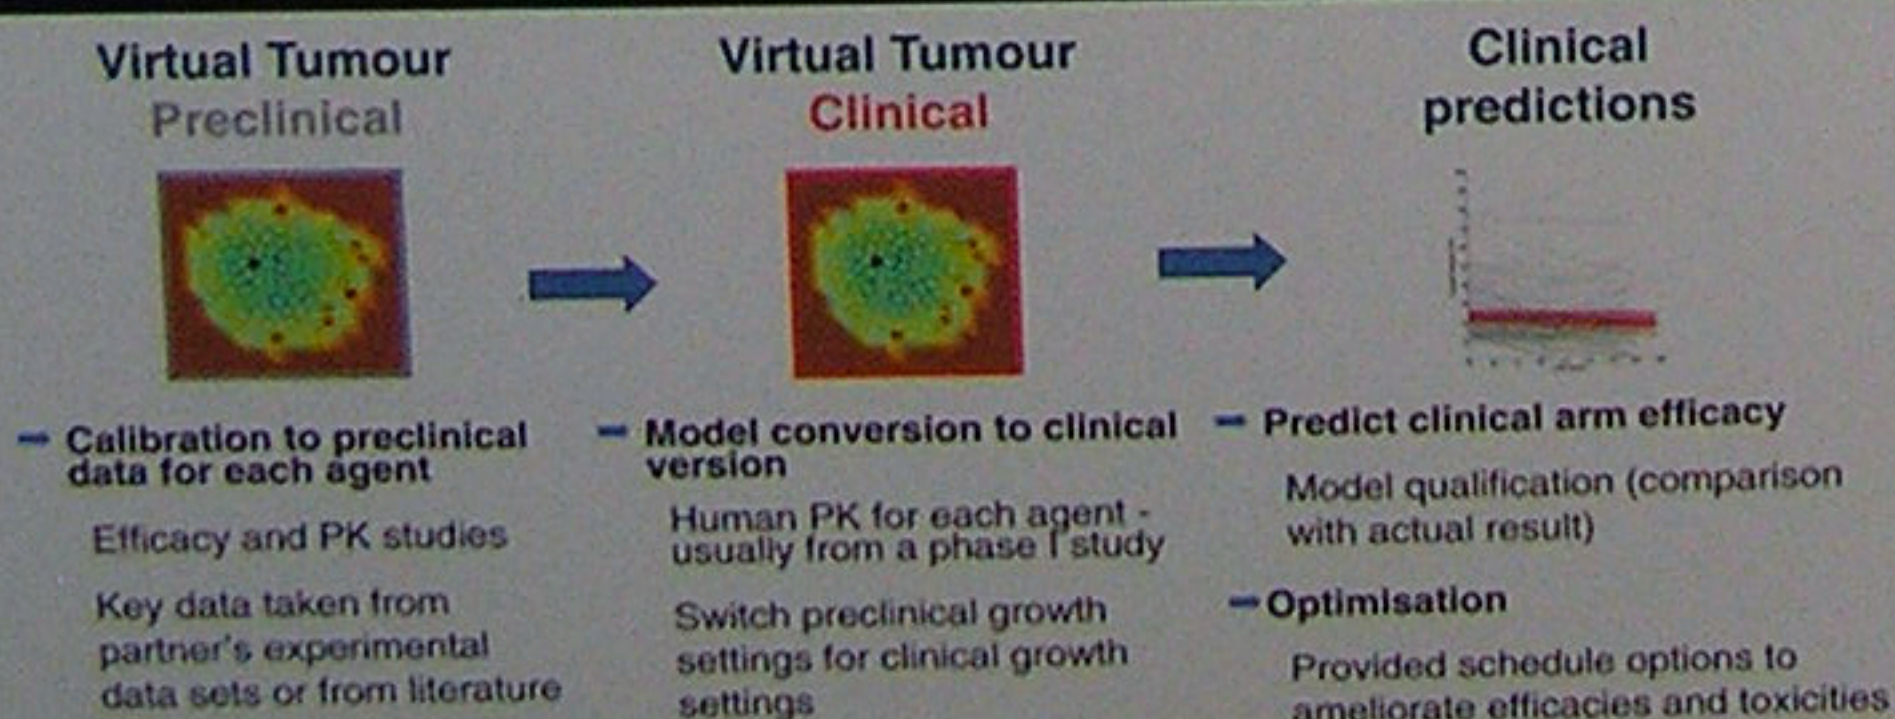 Virtual Tumour
Preclinical
Calibration to preclinical
data for each agent
Efficacy and PK studies
Key data taken from
partner's experimental
data sets or from literature
Virtual Tumour
Clinical
Model conversion to clinical
version
Human PK for each agent -
usually from a phase I study
Switch preclinical growth
settings for clinical growth
settings
Clinical
predictions
Predict clinical arm efficacy
Model qualification (comparison
with actual result)
Optimisation
Provided schedule options to
ameliorate efficacies and toxicities